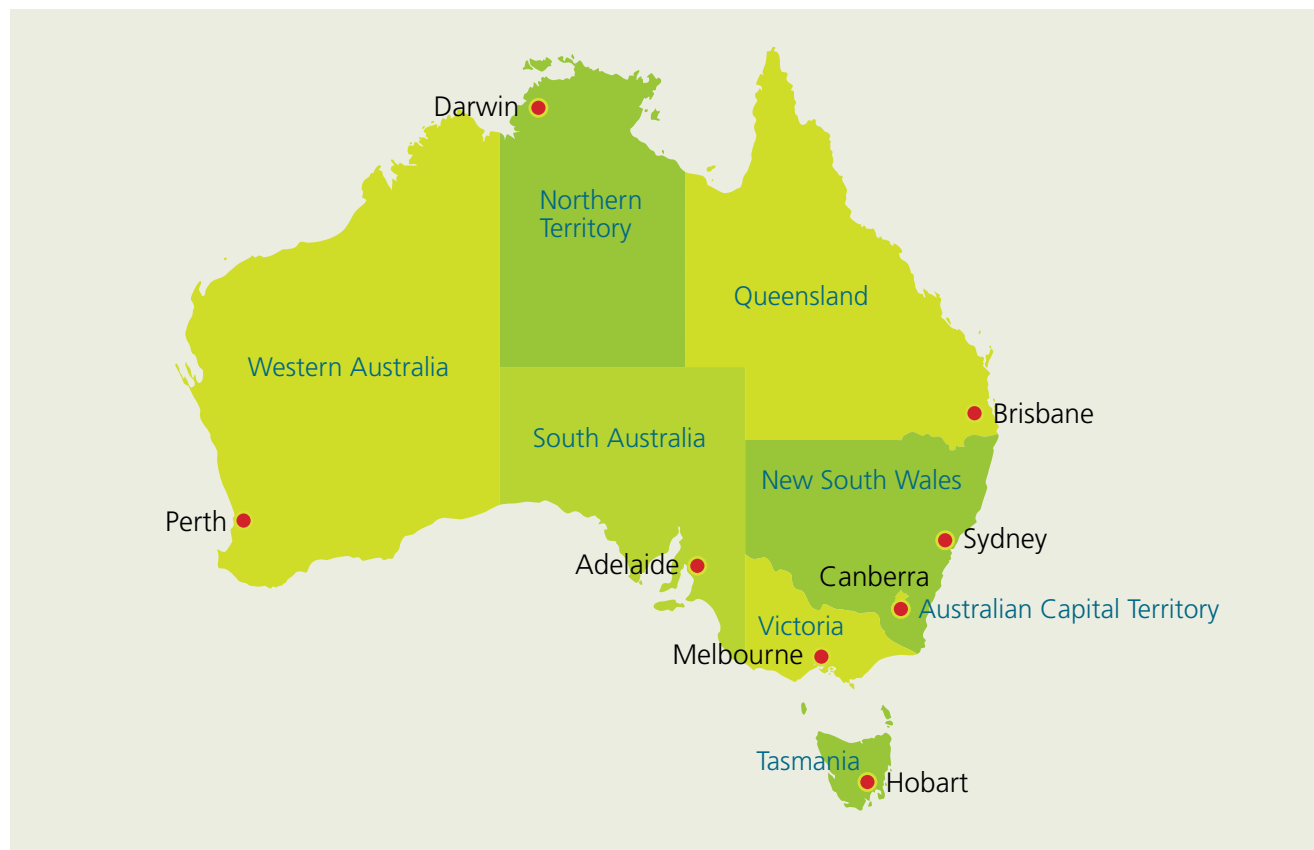 Darwin
Northern
Territory
Queensland
Western Australia
Brisbane
South Australia
New South Wales
Perth
Sydney
Adelaide
Canberra
Australian Capital Territory
Victoria
Melbourne
Tasmania
Hobart